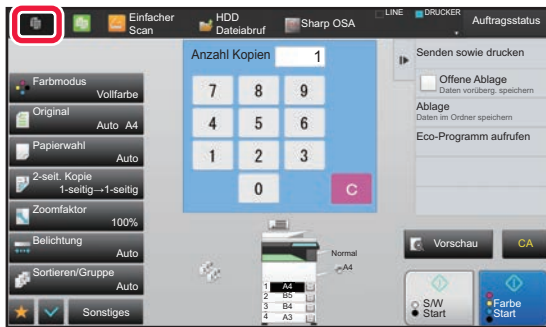 Einfacher
Scan
HDD
Dateiabruf
Sharp OSA
LINE
DRUCKER
Auftragsstatus
Anzahl Kopien 1
7 8 9
4 5 6
1 2 3
0 C
Farbmodus
Vollfarbe
Original
Auto A4
Papierwahl
Auto
2-seit. Kopie
1-seitig→1-seitig
Zoomfaktor
100%
Belichtung
Auto
Sortieren/Gruppe
Auto
Sonstiges
Normal
A4
1 A4
2 B5
3 B4
4 A3
Senden sowie drucken
Offene Ablage
Daten vorüberg. speichern
Ablage
Daten im Ordner speichern
Eco-Programm aufrufen
Vorschau
CA
S/W
Start
Farbe
Start